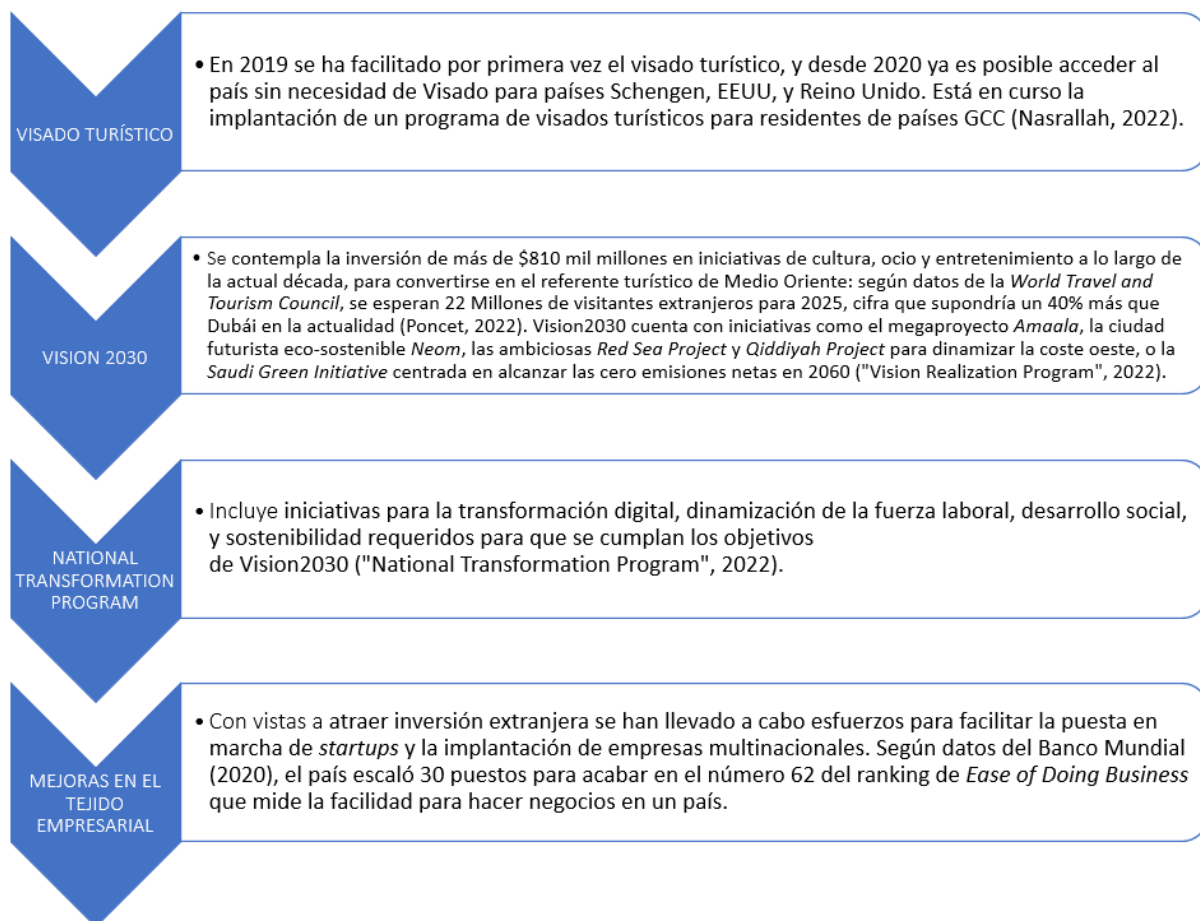 VISADO TURÍSTICO
• En 2019 se ha facilitado por primera vez el visado turístico, y desde 2020 ya es posible acceder al
país sin necesidad de Visado para países Schengen, EEUU, y Reino Unido. Está en curso la
implantación de un programa de visados turísticos para residentes de países GCC (Nasrallah, 2022).
VISION 2030
• Se contempla la inversión de más de $810 mil millones en iniciativas de cultura, ocio y entretenimiento a lo largo de
la actual década, para convertirse en el referente turístico de Medio Oriente: según datos de la World Travel and
Tourism Council, se esperan 22 Millones de visitantes extranjeros para 2025, cifra que supondría un 40% más que
Dubái en la actualidad (Poncet, 2022). Vision2030 cuenta con iniciativas como el megaproyecto Amaala, la ciudad
futurista eco-sostenible Neom, las ambiciosas Red Sea Project y Qiddiyah Project para dinamizar la coste oeste, o la
Saudi Green Initiative centrada en alcanzar las cero emisiones netas en 2060 ("Vision Realization Program", 2022).
NATIONAL
TRANSFORMATION
PROGRAM
• Incluye iniciativas para la transformación digital, dinamización de la fuerza laboral, desarrollo social,
y sostenibilidad requeridos para que se cumplan los objetivos
de Vision2030 ("National Transformation Program", 2022).
MEJORAS EN EL
TEJIDO
EMPRESARIAL
• Con vistas a atraer inversión extranjera se han llevado a cabo esfuerzos para facilitar la puesta en
marcha de startups y la implantación de empresas multinacionales. Según datos del Banco Mundial
(2020), el país escaló 30 puestos para acabar en el número 62 del ranking de Ease of Doing Business
que mide la facilidad para hacer negocios en un país.